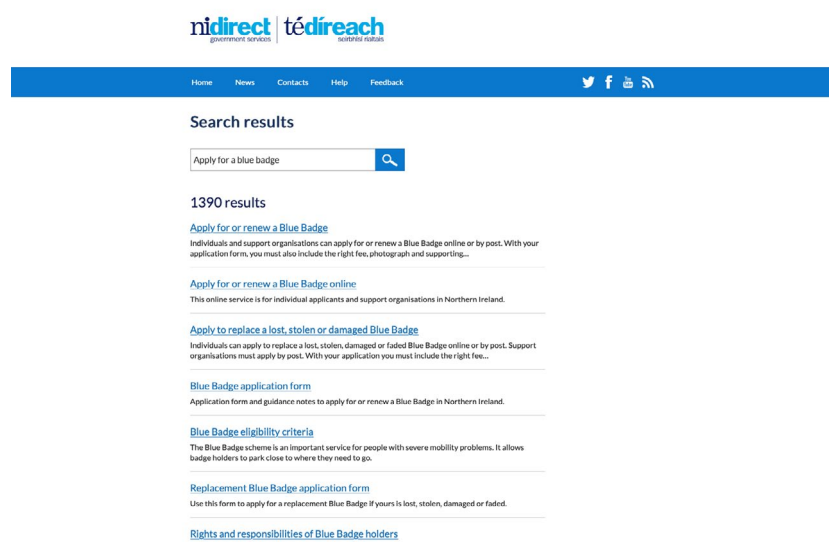 nidirect tédíreach
government services seirbhísí rialtais
Home News Contacts Help Feedback
Search results
Apply for a blue badge
1390 results
Apply for or renew a Blue Badge
Individuals and support organisations can apply for or renew a Blue Badge online or by post. With your
application form, you must also include the right fee, photograph and supporting...
Apply for or renew a Blue Badge online
This online service is for individual applicants and support organisations in Northern Ireland.
Apply to replace a lost, stolen or damaged Blue Badge
Individuals can apply to replace a lost, stolen, damaged or faded Blue Badge online or by post. Support
organisations must apply by post. With your application you must include the right fee...
Blue Badge application form
Application form and guidance notes to apply for or renew a Blue Badge in Northern Ireland.
Blue Badge eligibility criteria
The Blue Badge scheme is an important service for people with severe mobility problems. It allows
badge holders to park close to where they need to go.
Replacement Blue Badge application form
Use this form to apply for a replacement Blue Badge if yours is lost, stolen, damaged or faded.
Rights and responsibilities of Blue Badge holders